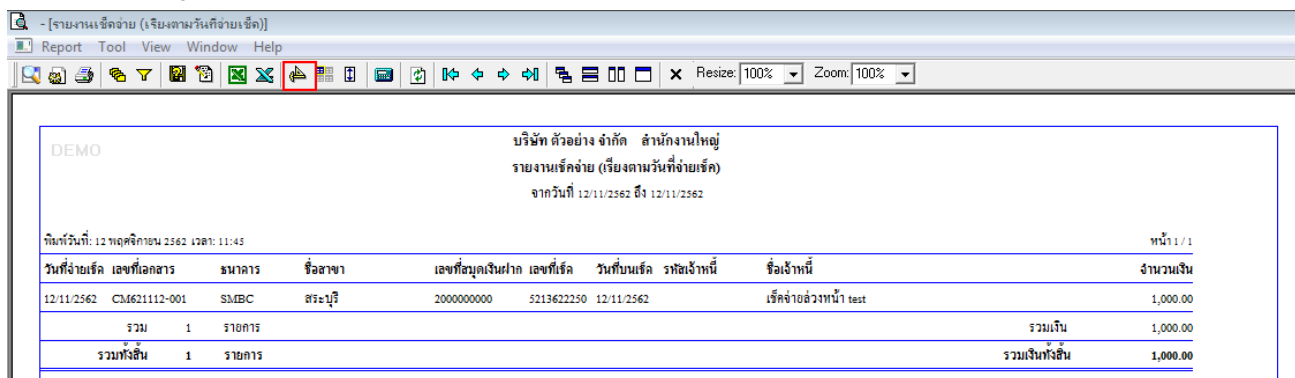 - [รายงานเช็คจ่าย (เรียงตามวันที่จ่ายเช็ค)]
Report Tool View Window Help
Resize: 100% Zoom: 100%
DEMO
บริษัท ตัวอย่าง จำกัด สำนักงานใหญ่
รายงานเช็คจ่าย (เรียงตามวันที่จ่ายเช็ค)
จากวันที่ 12/11/2562 ถึง 12/11/2562
พิมพ์วันที่: 12 พฤศจิกายน 2562 เวลา: 11:45 หน้า 1 / 1
วันที่จ่ายเช็ค เลขที่เอกสาร ธนาคาร ชื่อสาขา เลขที่สมุดเงินฝาก เลขที่เช็ค วันที่บนเช็ค รหัสเจ้าหนี้ ชื่อเจ้าหนี้ จำนวนเงิน
12/11/2562 CM621112-001 SMBC สระบุรี 2000000000 5213622250 12/11/2562 เช็คจ่ายล่วงหน้า test 1,000.00
รวม 1 รายการ รวมเงิน 1,000.00
รวมทั้งสิ้น 1 รายการ รวมเงินทั้งสิ้น 1,000.00